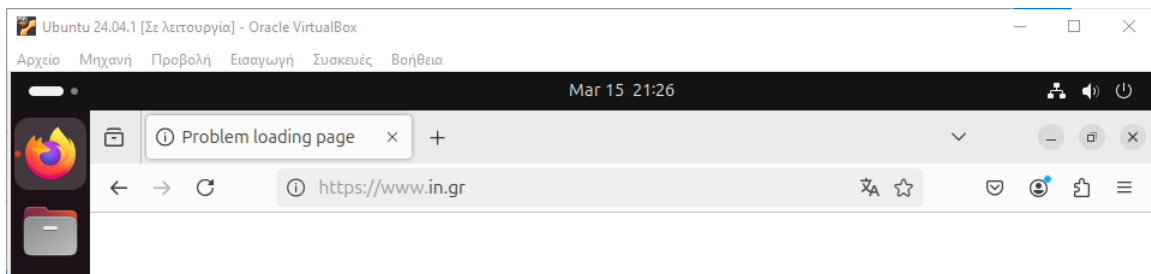 Ubuntu 24.04.1 [Σε λειτουργία] - Oracle VirtualBox
Αρχείο Μηχανή Προβολή Εισαγωγή Συσκευές Βοήθεια
Mar 15 21:26
Problem loading page
https://www.in.gr